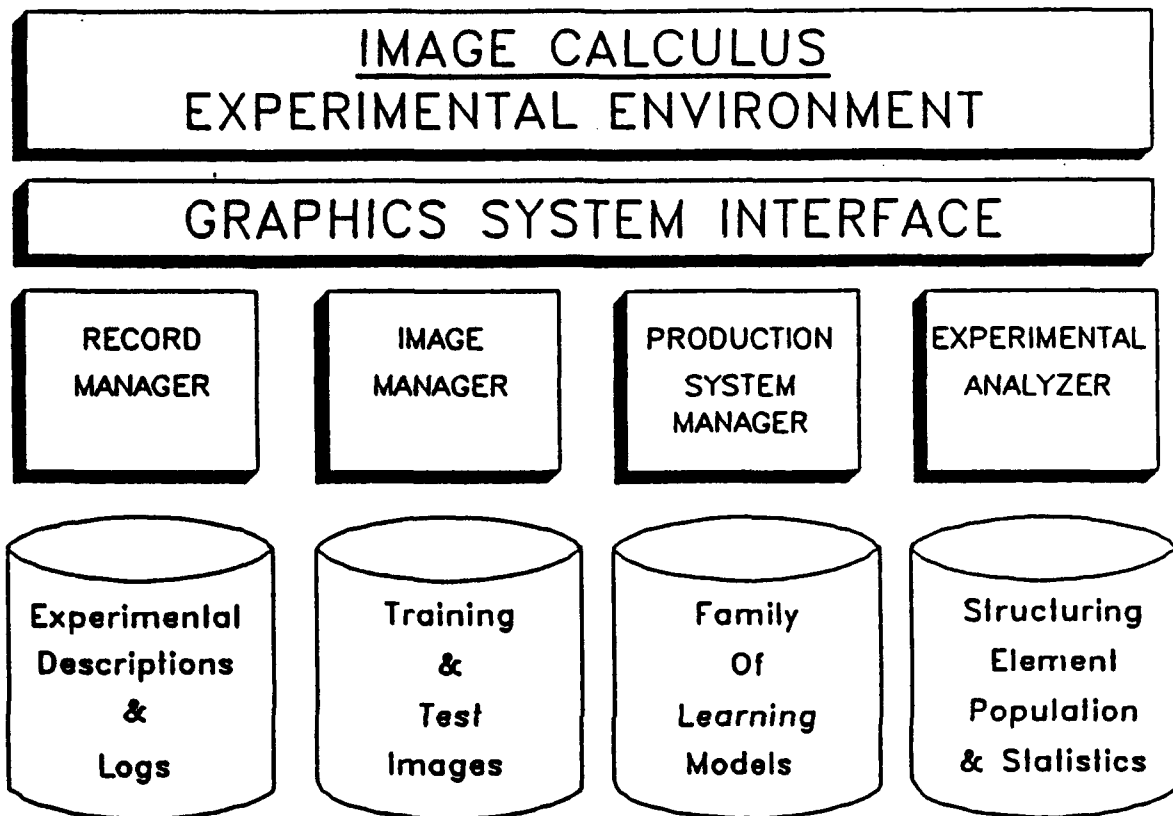 IMAGE CALCULUS
EXPERIMENTAL ENVIRONMENT
GRAPHICS SYSTEM INTERFACE
RECORD
MANAGER
IMAGE
MANAGER
PRODUCTION
SYSTEM
MANAGER
EXPERIMENTAL
ANALYZER
Experimental
Descriptions
&
Logs
Training
&
Test
Images
Family
Of
Learning
Models
Structuring
Element
Population
& Statistics